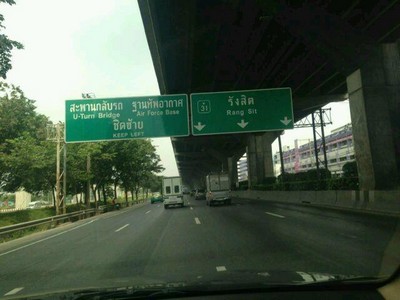 สะพานกลับรถ ฐานทัพอากาศ
U-Turn Bridge Air Force Base
ชิดซ้าย
KEEP LEFT
31 รังสิต
Rang Sit